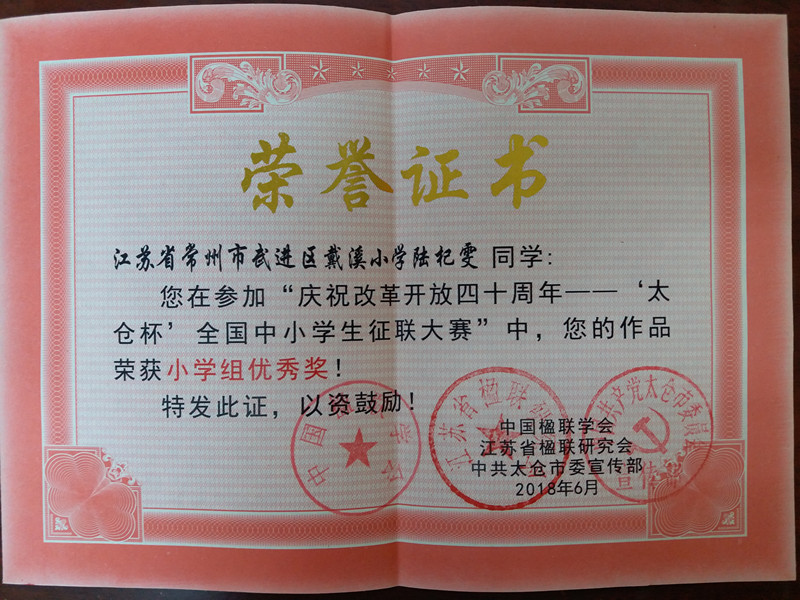 荣誉证书
江苏省常州市武进区戴溪小学陆杞雯 同学:
您在参加“庆祝改革开放四十周年——‘太
仓杯’全国中小学生征联大赛”中，您的作品
荣获小学组优秀奖！
特发此证，以资鼓励！
中国楹联学会
江苏省楹联研究会
中共太仓市委宣传部
2018年6月